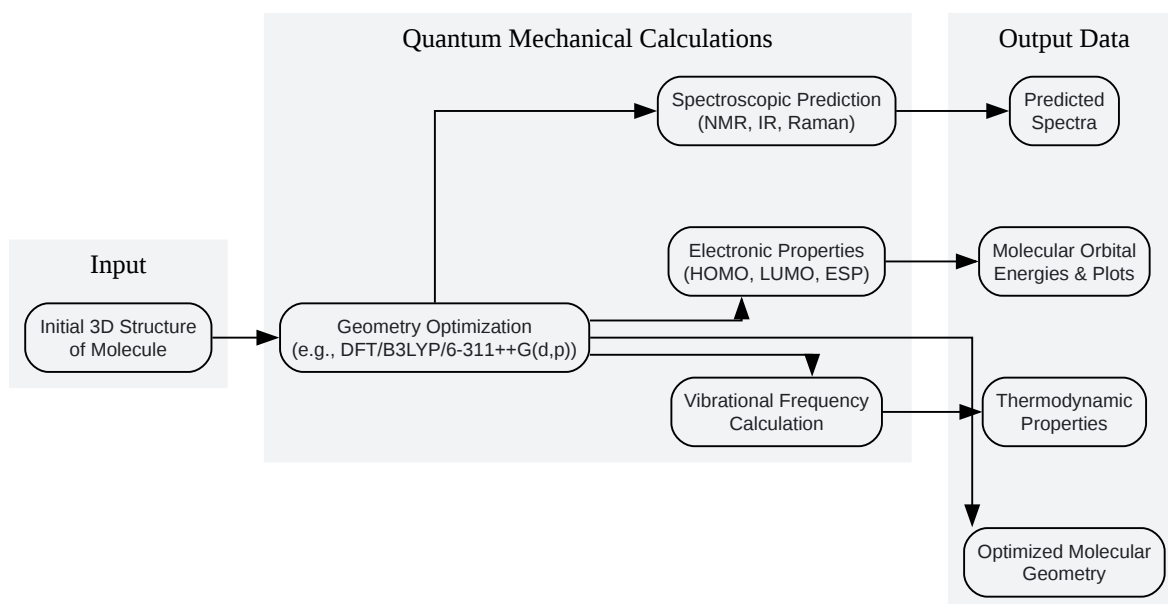 Quantum Mechanical Calculations
Output Data
Spectroscopic Prediction
(NMR, IR, Raman)
Predicted
Spectra
Electronic Properties
(HOMO, LUMO, ESP)
Molecular Orbital
Energies & Plots
Input
Initial 3D Structure
of Molecule
Geometry Optimization
(e.g., DFT/B3LYP/6-311++G(d,p))
Vibrational Frequency
Calculation
Thermodynamic
Properties
Optimized Molecular
Geometry